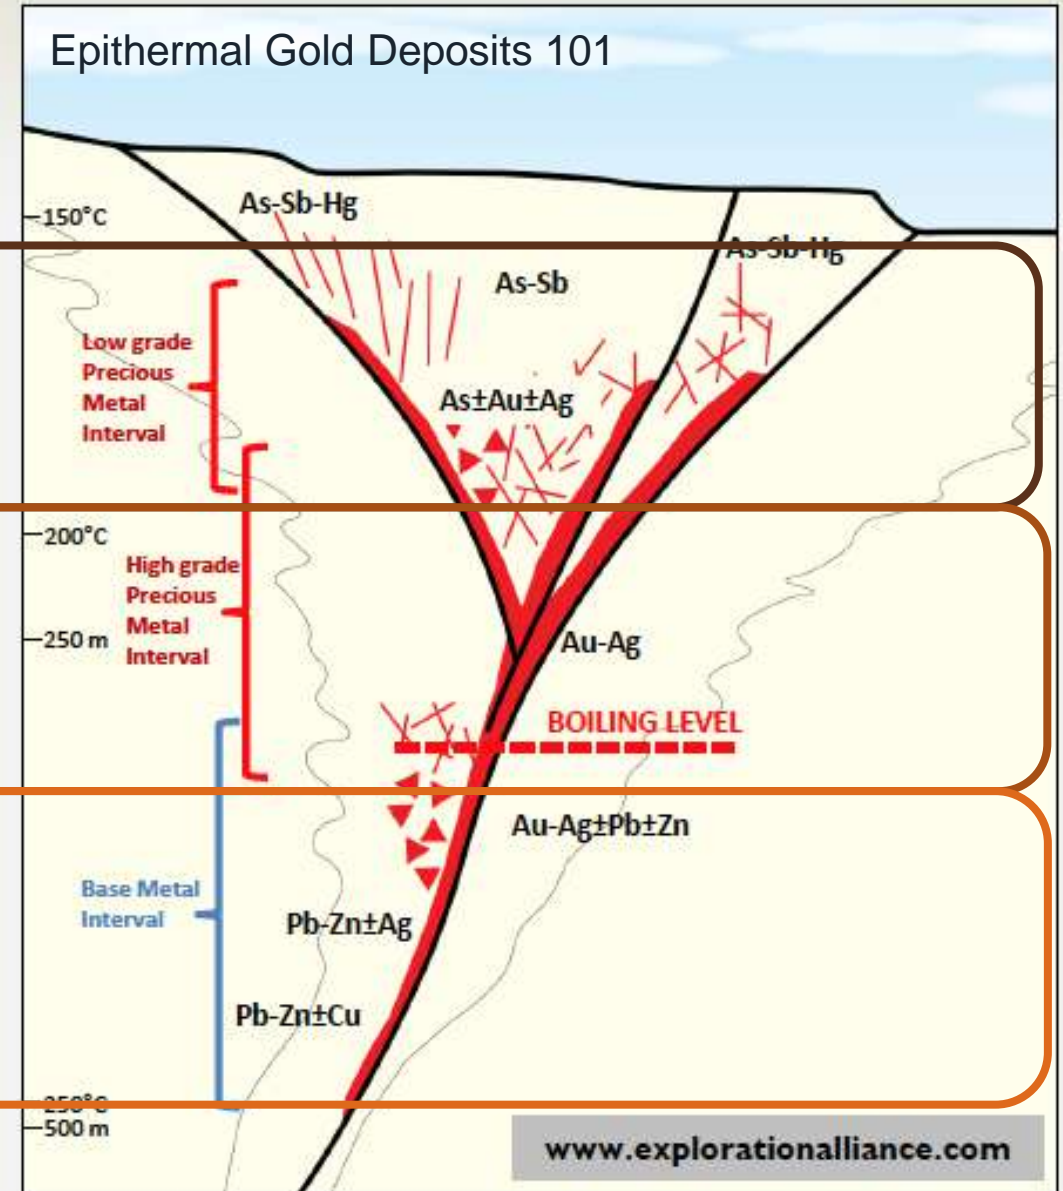 Epithermal Gold Deposits 101
As-Sb-Hg
150°C
As-Sb-Hg
As-Sb
Low grade
Precious
Metal
Interval
As±Au±Ag
200°C
High grade
Precious
Metal
Interval
250 m
Au-Ag
BOILING LEVEL
Au-Ag±Pb±Zn
Base Metal
Interval
Pb-Zn±Ag
Pb-Zn±Cu
250°C
500 m
www.explorationalliance.com